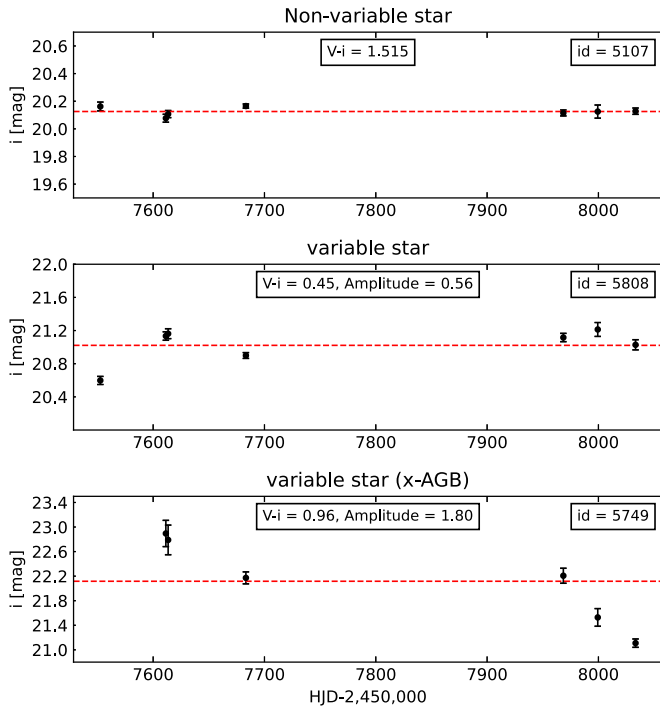 Non-variable star
V-i = 1.515
id = 5107
i [mag]
20.6
20.4
20.2
20.0
19.8
19.6
7600 7700 7800 7900 8000
variable star
V-i = 0.45, Amplitude = 0.56
id = 5808
i [mag]
22.0
21.6
21.2
20.8
20.4
7600 7700 7800 7900 8000
variable star (x-AGB)
V-i = 0.96, Amplitude = 1.80
id = 5749
i [mag]
23.4
23.0
22.6
22.2
21.8
21.4
21.0
7600 7700 7800 7900 8000
HJD-2,450,000